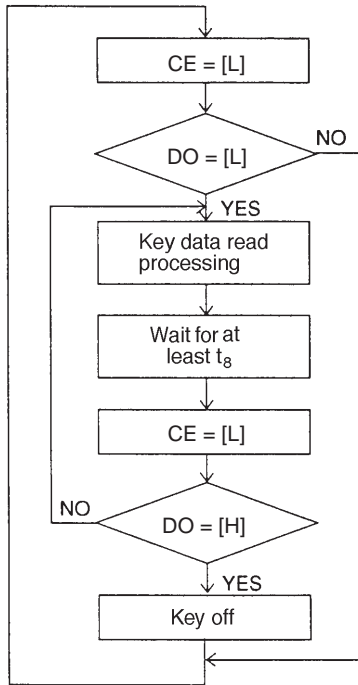 CE = [L]
DO = [L]
NO
YES
Key data read
processing
Wait for at
least t₈
CE = [L]
NO
DO = [H]
YES
Key off